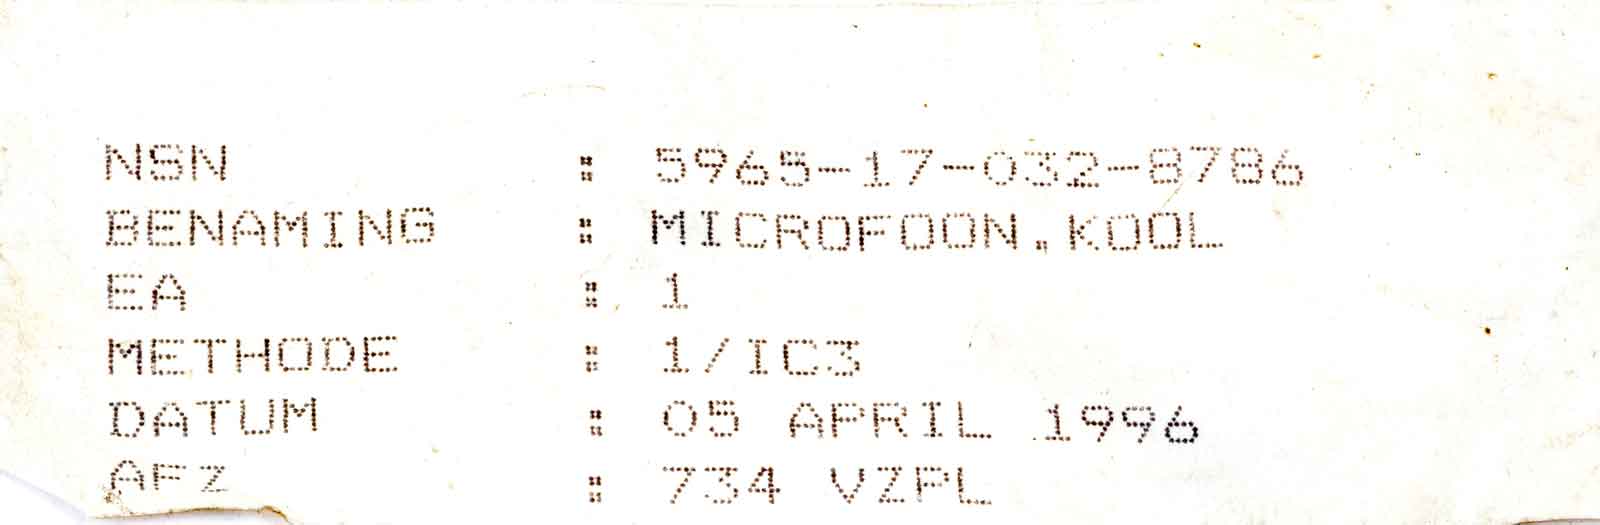 NSN : 5965-17-032-8786
BENAMING : MICROFOON,KOOL
EA : 1
METHODE : 1/IC3
DATUM : 05 APRIL 1996
AFZ : 734 VZPL